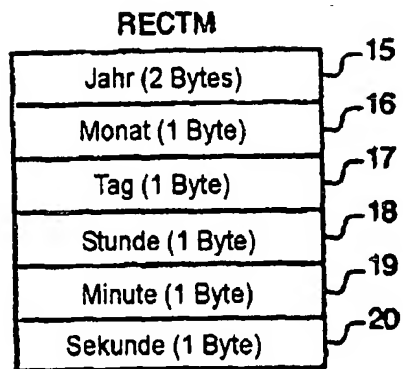 RECTM
Jahr (2 Bytes) 15
Monat (1 Byte) 16
Tag (1 Byte) 17
Stunde (1 Byte) 18
Minute (1 Byte) 19
Sekunde (1 Byte) 20